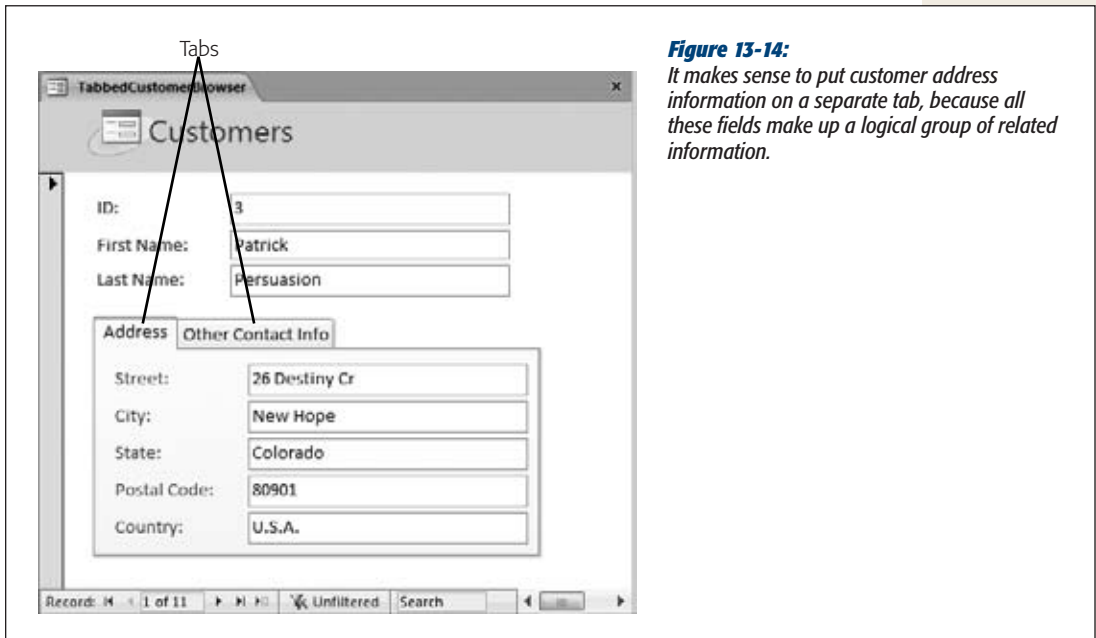 Tabs
TabbedCustomerBrowser
Customers
ID: 3
First Name: Patrick
Last Name: Persuasion
Address Other Contact Info
Street: 26 Destiny Cr
City: New Hope
State: Colorado
Postal Code: 80901
Country: U.S.A.
Record: 1 of 11 Unfiltered Search
Figure 13-14:
It makes sense to put customer address
information on a separate tab, because all
these fields make up a logical group of related
information.